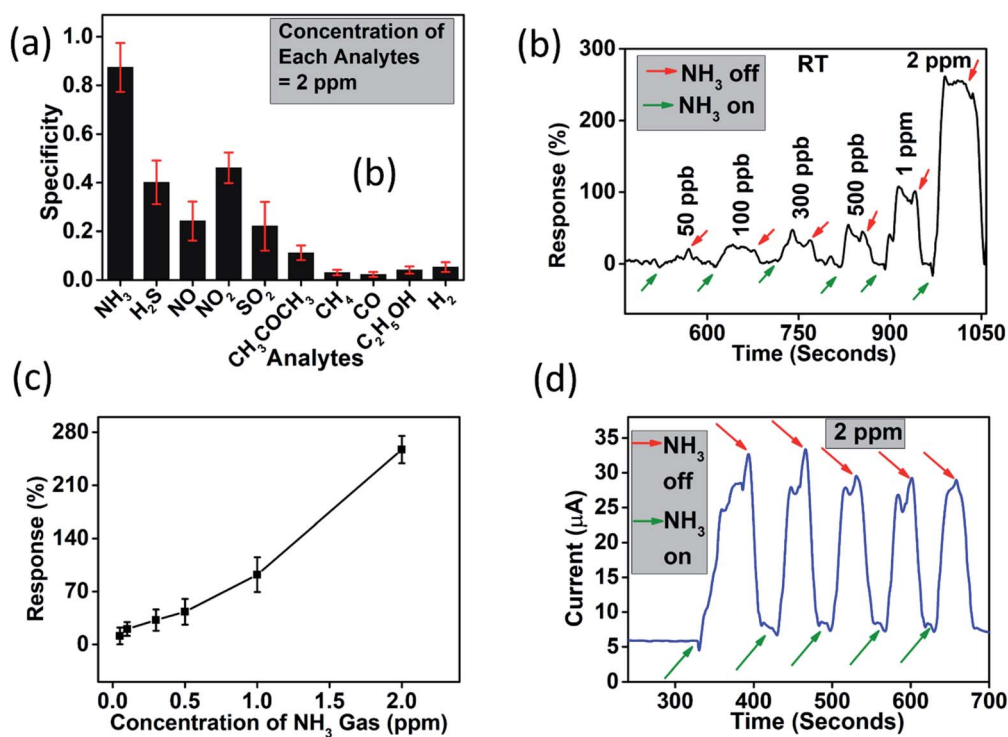 (a)
Concentration of
Each Analytes
= 2 ppm
(b)
Specificity
1.0
0.8
0.6
0.4
0.2
0.0
NH₃
H₂S
NO
NO₂
SO₂
CH₃COCH₃
CH₄
CO
C₂H₅OH
H₂
Analytes
(b)
RT
NH₃ off
NH₃ on
50 ppb
100 ppb
300 ppb
500 ppb
1 ppm
2 ppm
Response (%)
300
200
100
0
600 750 900 1050
Time (Seconds)
(c)
Response (%)
280
210
140
70
0
0.0 0.5 1.0 1.5 2.0
Concentration of NH₃ Gas (ppm)
(d)
2 ppm
NH₃
off
NH₃
on
Current (μA)
35
30
25
20
15
10
5
0
300 400 500 600 700
Time (Seconds)